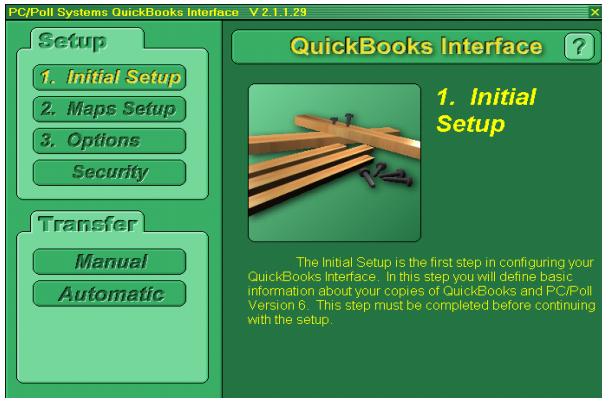 PC/Poll Systems QuickBooks Interface V 2.1.1.29
Setup
1. Initial Setup
2. Maps Setup
3. Options
Security
Transfer
Manual
Automatic
QuickBooks Interface ?
1. Initial
Setup
The Initial Setup is the first step in configuring your
QuickBooks Interface. In this step you will define basic
information about your copies of QuickBooks and PC/Poll
Version 6. This step must be completed before continuing
with the setup.